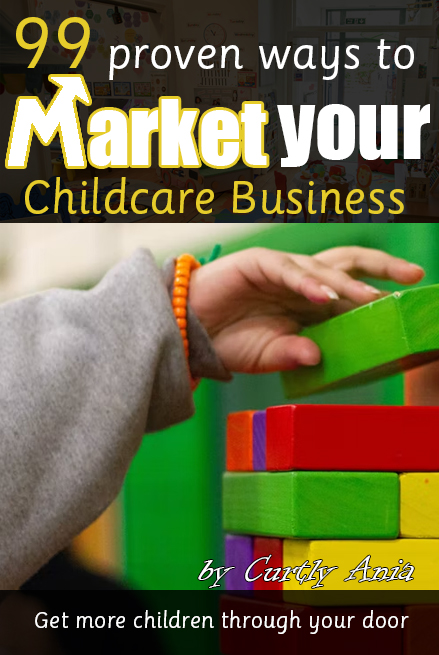 99 proven ways to
Market your
Childcare Business
by Curtly Ania
Get more children through your door